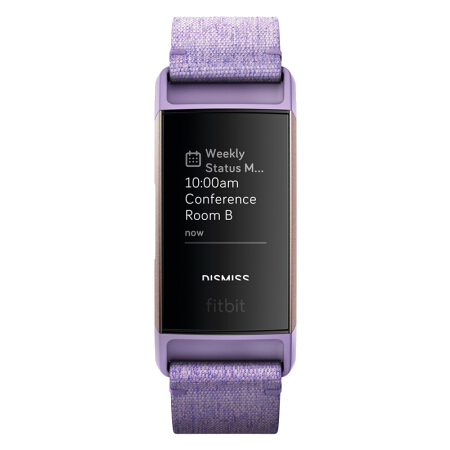 Weekly
Status M...
10:00am
Conference
Room B
now
DISMISS
fitbit